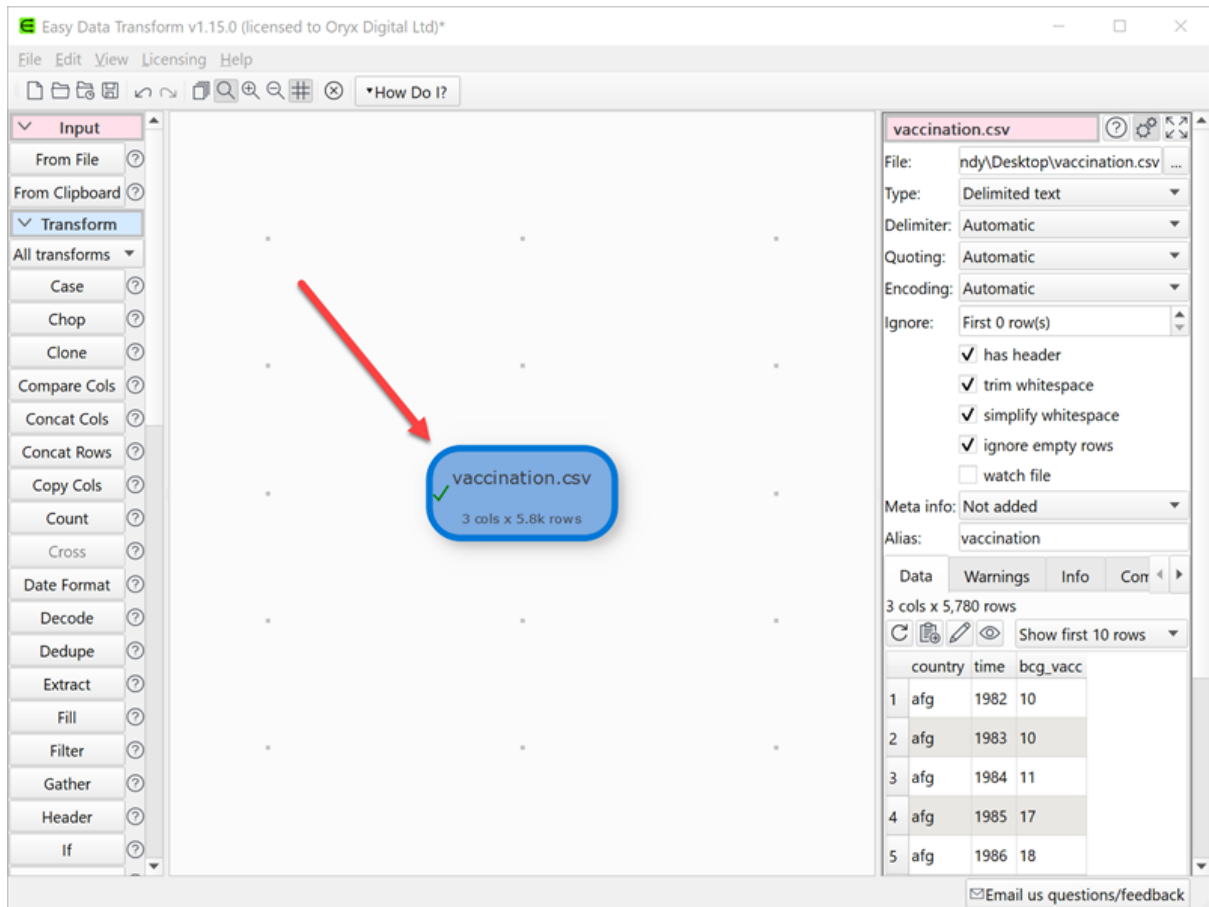 Easy Data Transform v1.15.0 (licensed to Oryx Digital Ltd)*
File Edit View Licensing Help
How Do I?
Input
From File
From Clipboard
Transform
All transforms
Case
Chop
Clone
Compare Cols
Concat Cols
Concat Rows
Copy Cols
Count
Cross
Date Format
Decode
Dedupe
Extract
Fill
Filter
Gather
Header
If
vaccination.csv
3 cols x 5.8k rows
vaccination.csv
File: ndy\Desktop\vaccination.csv ...
Type: Delimited text
Delimiter: Automatic
Quoting: Automatic
Encoding: Automatic
Ignore: First 0 row(s)
has header
trim whitespace
simplify whitespace
ignore empty rows
watch file
Meta info: Not added
Alias: vaccination
Data Warnings Info Com
3 cols x 5,780 rows
Show first 10 rows
country time bcg_vacc
1 afg 1982 10
2 afg 1983 10
3 afg 1984 11
4 afg 1985 17
5 afg 1986 18
Email us questions/feedback